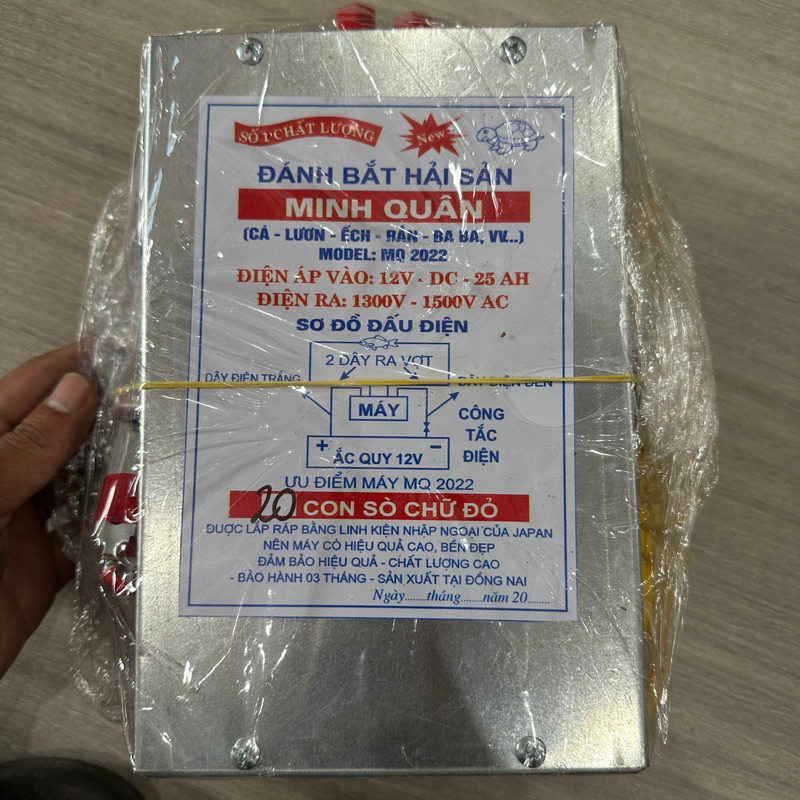 SỐ 1 CHẤT LƯỢNG
New
ĐÁNH BẮT HẢI SẢN
MINH QUÂN
(CÁ - LƯƠN - ẾCH - RẮN - BA BA, VV...)
MODEL: MQ 2022
ĐIỆN ÁP VÀO: 12V - DC - 25 AH
ĐIỆN RA: 1300V - 1500V AC
SƠ ĐỒ ĐẤU ĐIỆN
2 DÂY RA VỢT
DÂY ĐIỆN TRẮNG
DÂY ĐIỆN ĐEN
MÁY
CÔNG
TẮC
ĐIỆN
+ -
ẮC QUY 12V
ƯU ĐIỂM MÁY MQ 2022
20 CON SÒ CHỮ ĐỎ
ĐƯỢC LẮP RÁP BẰNG LINH KIỆN NHẬP NGOẠI CỦA JAPAN
NÊN MÁY CÓ HIỆU QUẢ CAO, BỀN ĐẸP
ĐẢM BẢO HIỆU QUẢ - CHẤT LƯỢNG CAO
- BẢO HÀNH 03 THÁNG - SẢN XUẤT TẠI ĐỒNG NAI
Ngày.......tháng.......năm 20.......